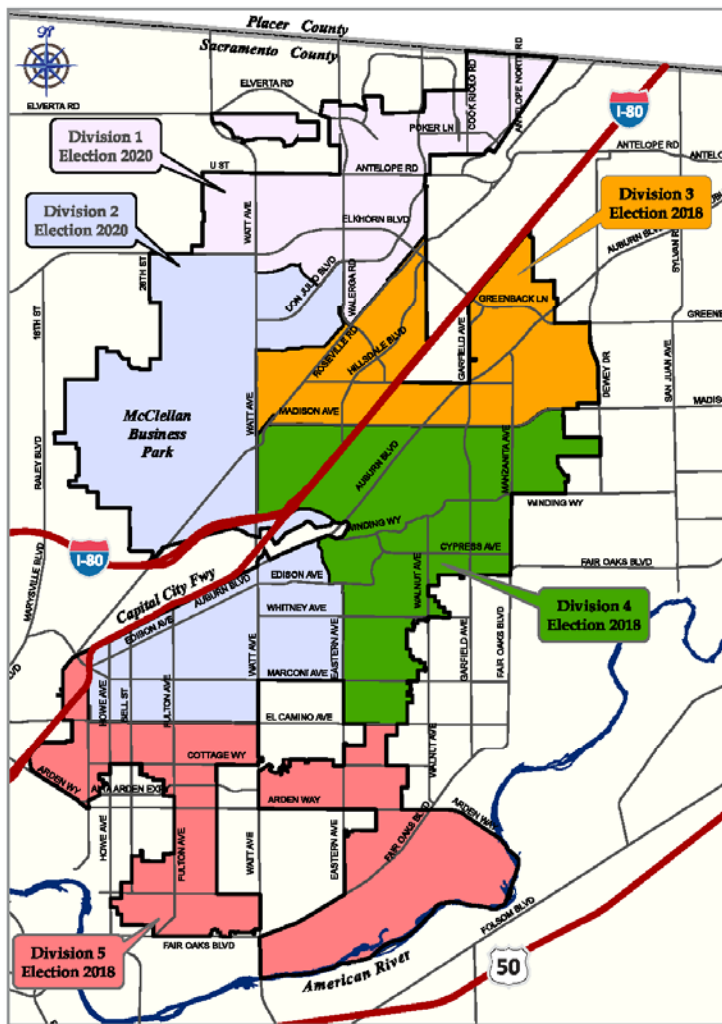 Placer County
Sacramento County
ELVERTA RD
ELVERTA RD
COOK RIOLO RD
ANTELOPE NORTH RD
I-80
POKER LN
Division 1
Election 2020
U ST
ANTELOPE RD
ANTELOPE RD
Division 3
Election 2018
Division 2
Election 2020
WATT AVE
ELKHORN BLVD
AUBURN BLVD
SYLVAN R
26TH ST
DON JULIO BLVD
WALERGA RD
16TH ST
GREENBACK LN
GREENB
ROSEVILLE RD
HILLSDALE BLVD
GARFIELD AVE
DEWEY DR
SAN JUAN AVE
McClellan
Business
Park
WATT AVE
MADISON AVE
MADIS
RALEY BLVD
AUBURN BLVD
MANZANITA AVE
WINDING WY
WINDING WY
I-80
CYPRESS AVE
FAIR OAKS BLVD
MARYSVILLE BLVD
Capital City Fwy
AUBURN BLVD
EDISON AVE
EDISON AVE
WALNUT AVE
Division 4
Election 2018
WHITNEY AVE
WATT AVE
EASTERN AVE
GARFIELD AVE
FAIR OAKS BLVD
MARCONI AVE
HOWE AVE
BELL ST
FULTON AVE
EL CAMINO AVE
COTTAGE WY
WALNUT AVE
ARDEN WY
ARDEN EXPY
ARDEN WAY
ARDEN WAY
HOWE AVE
FULTON AVE
WATT AVE
EASTERN AVE
FAIR OAKS BLVD
FOLSOM BLVD
Division 5
Election 2018
FAIR OAKS BLVD
American River
50